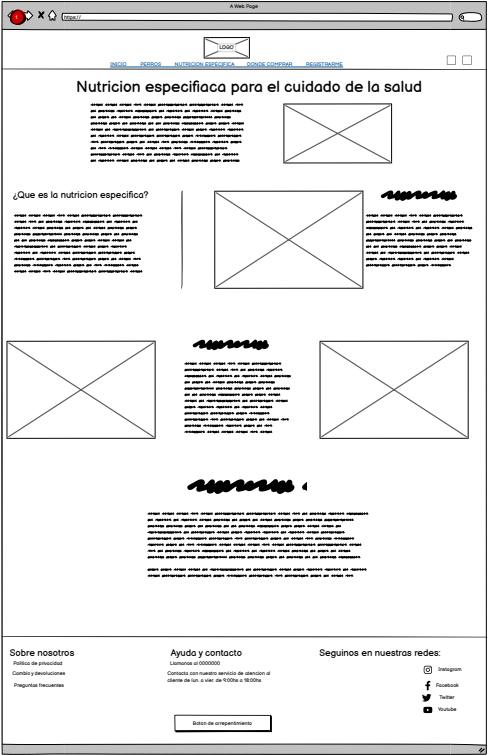 A Web Page
1
https://
LOGO
INICIO PERROS NUTRICION ESPECIFICA DONDE COMPRAR REGISTRARME
Nutricion especifiaca para el cuidado de la salud
¿Que es la nutricion especifica?
Sobre nosotros
Politica de privacidad
Cambio y devoluciones
Preguntas frecuentes
Ayuda y contacto
Llamanos al 0000000
Contacta con nuestro servicio de atencion al
cliente de lun. a vier. de 9:00hs a 18:00hs
Boton de arrepentimiento
Seguinos en nuestras redes:
Instagram
Facebook
Twitter
Youtube